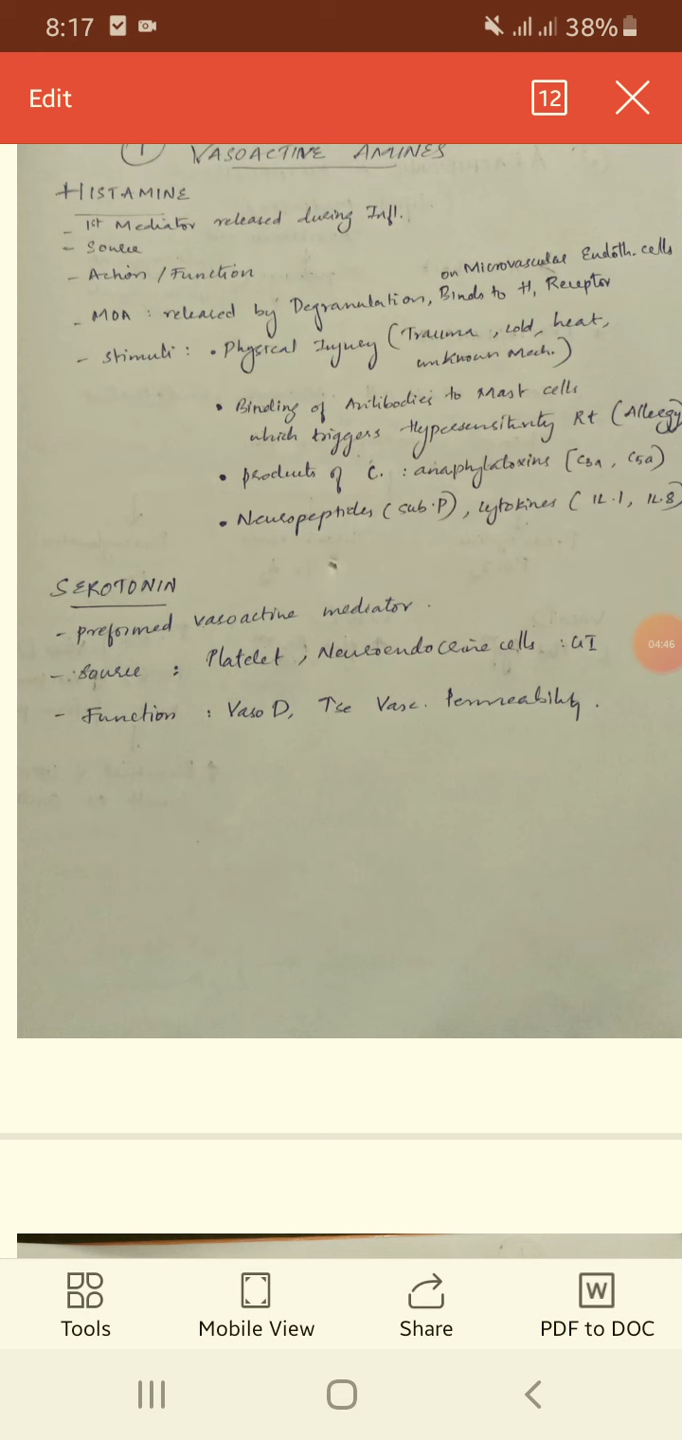 8:17
38%
Edit
12
① VASOACTIVE AMINES
HISTAMINE
- 1st Mediator released during Infl.
- Source
- Action / Function
on Microvascular Endoth. cells
- MOA : released by Degranulation, Binds to H1 Receptor
- Stimuli : • Physical Injury (Trauma, cold, heat,
unknown Mech.)
• Binding of Antibodies to Mast cells
which triggers Hypersensitivity Rt (Allergy)
• products of C. : anaphylatoxins [C3a, C5a)
• Neuropeptides (sub.P), cytokines ( IL.1, IL.8)
SEROTONIN
- preformed vasoactive mediator.
- Source : Platelet ; Neuroendocrine cells : GI
04:46
- Function : Vaso D, Tse Vasc. Permeability.
W
Tools
Mobile View
Share
PDF to DOC